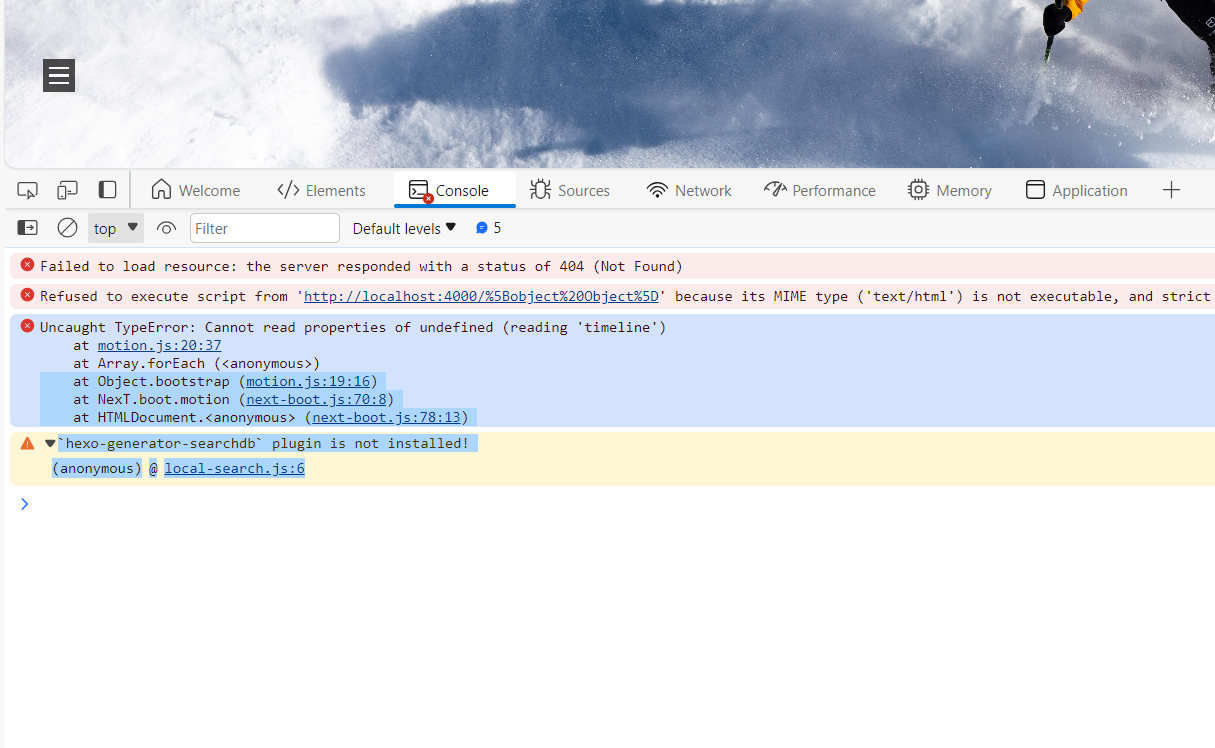 Welcome
Elements
Console
Sources
Network
Performance
Memory
Application
top
Filter
Default levels
5
Failed to load resource: the server responded with a status of 404 (Not Found)
Refused to execute script from 'http://localhost:4000/%5Bobject%20Object%5D' because its MIME type ('text/html') is not executable, and strict
Uncaught TypeError: Cannot read properties of undefined (reading 'timeline')
at motion.js:20:37
at Array.forEach (<anonymous>)
at Object.bootstrap (motion.js:19:16)
at NexT.boot.motion (next-boot.js:70:8)
at HTMLDocument.<anonymous> (next-boot.js:78:13)
`hexo-generator-searchdb` plugin is not installed!
(anonymous) @ local-search.js:6